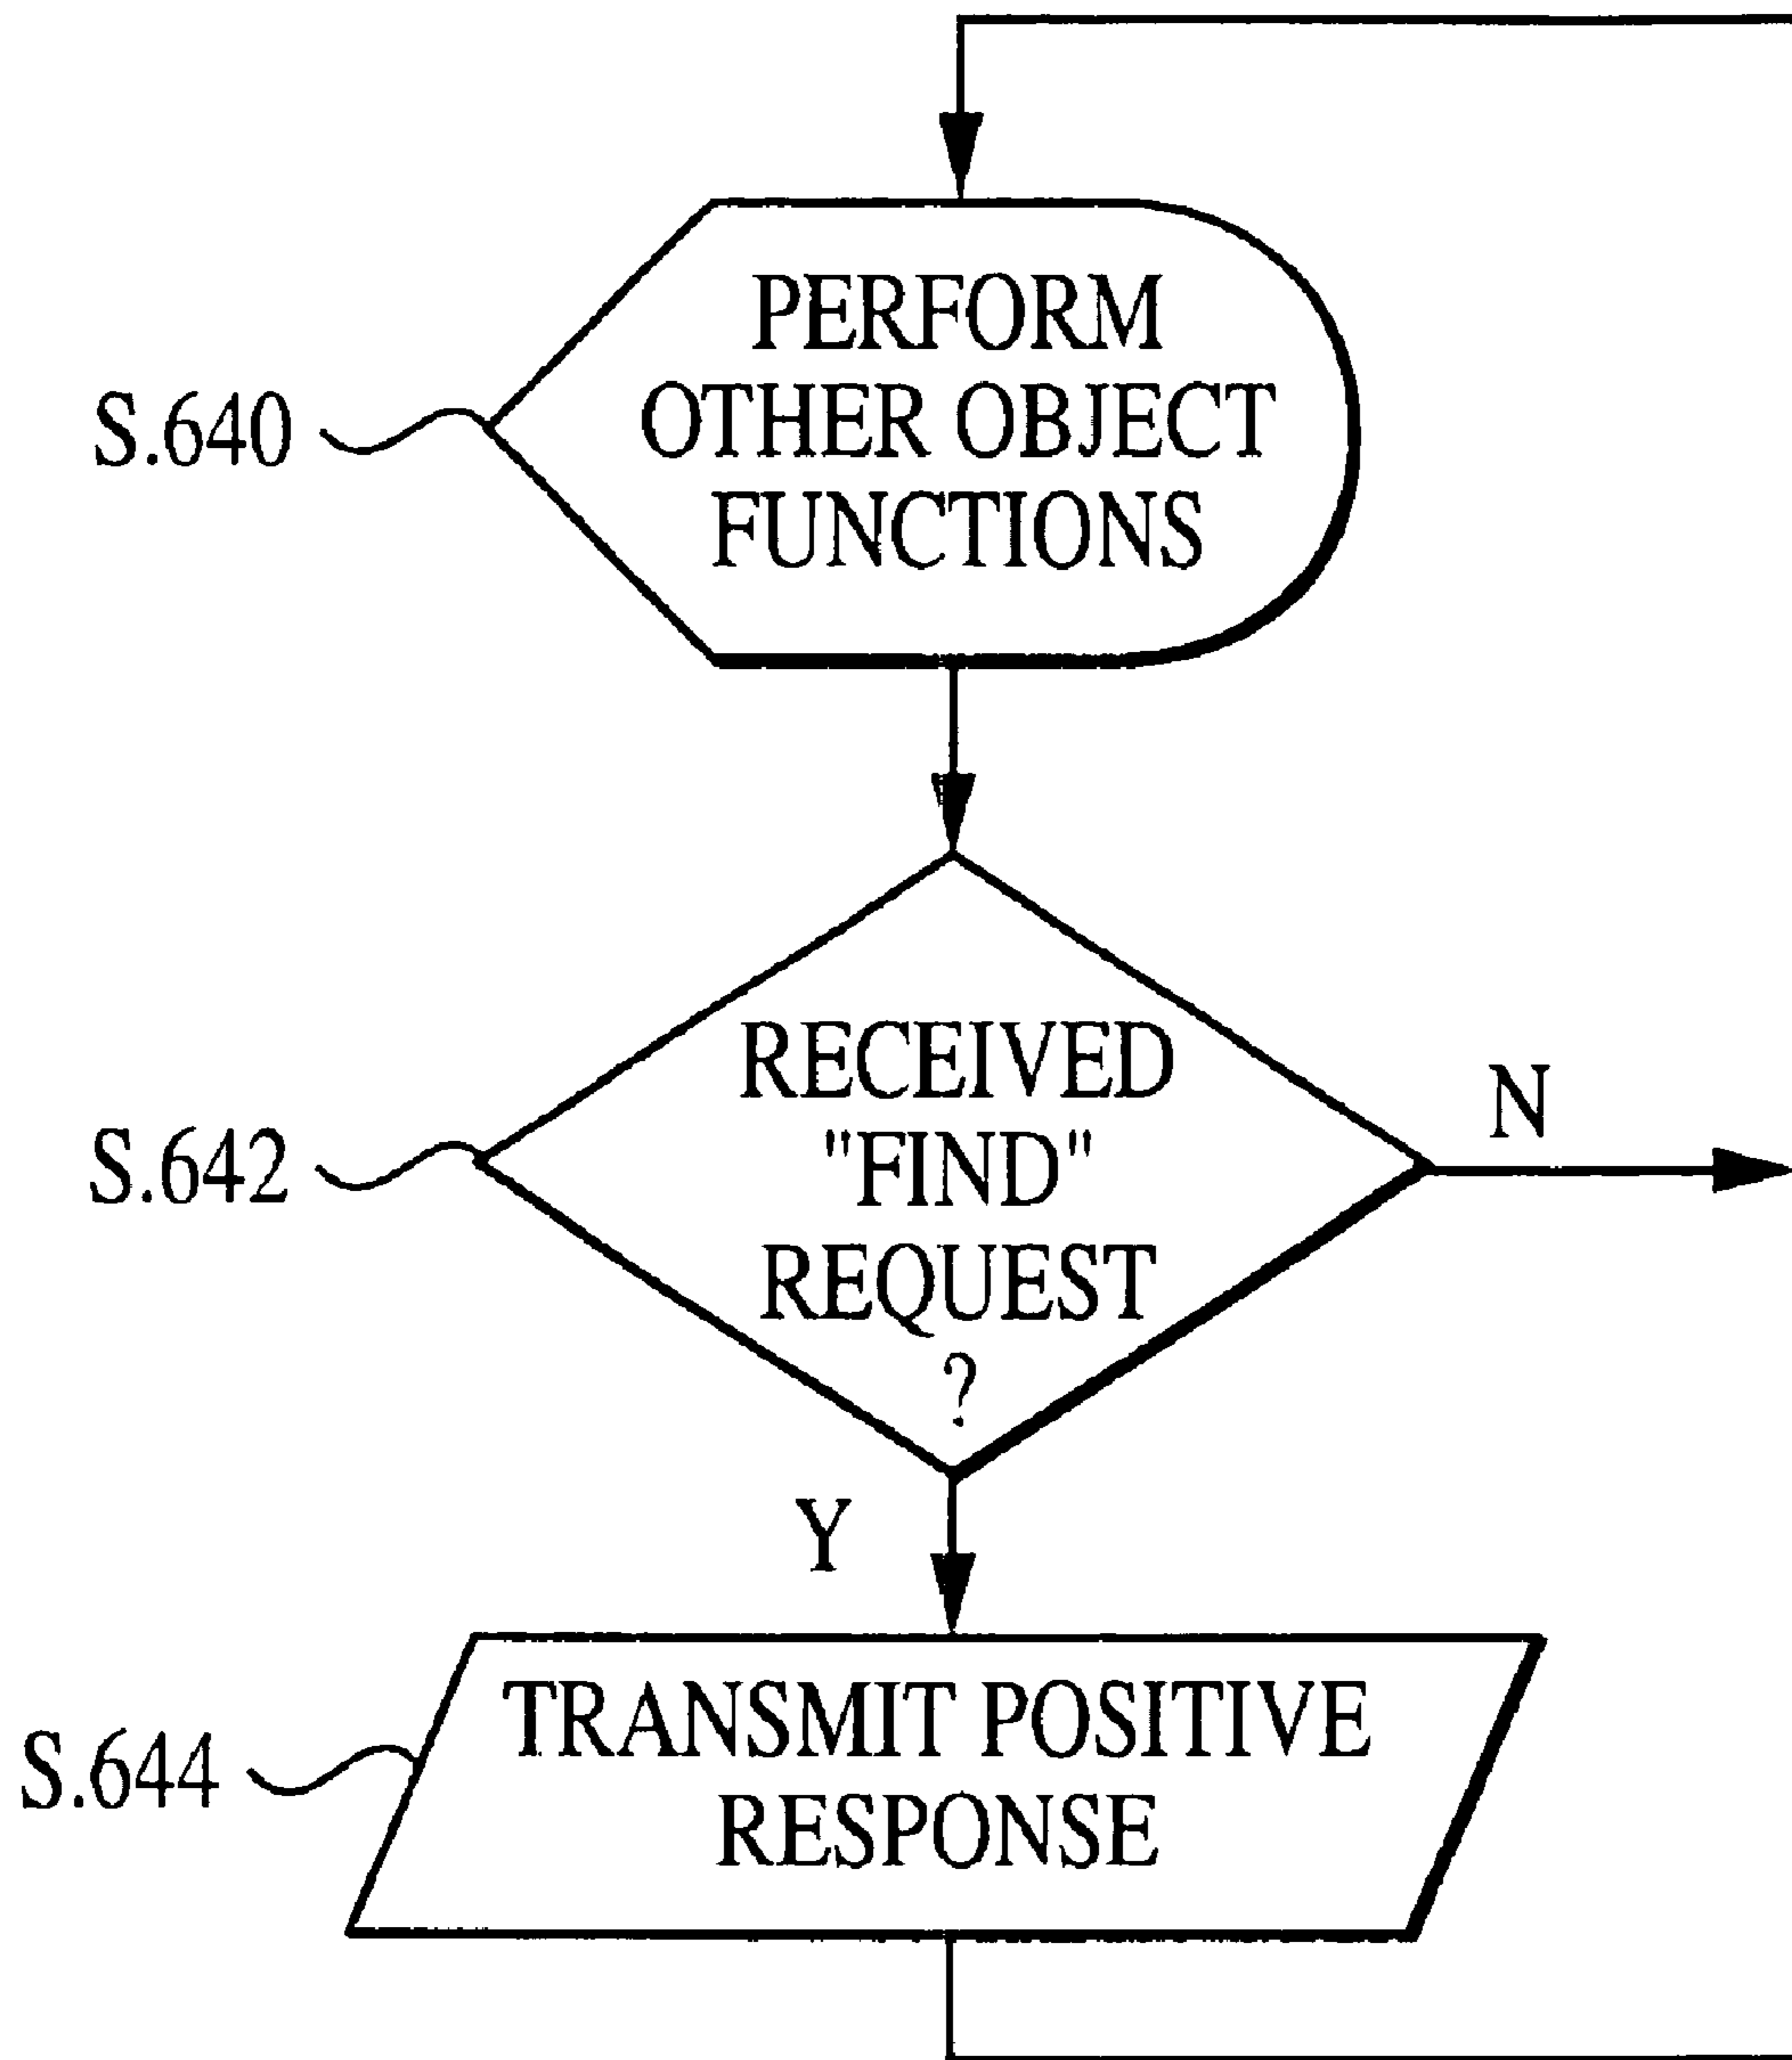 PERFORM
OTHER OBJECT
FUNCTIONS
S.640
RECEIVED
"FIND"
REQUEST
?
S.642
N
Y
TRANSMIT POSITIVE
RESPONSE
S.644